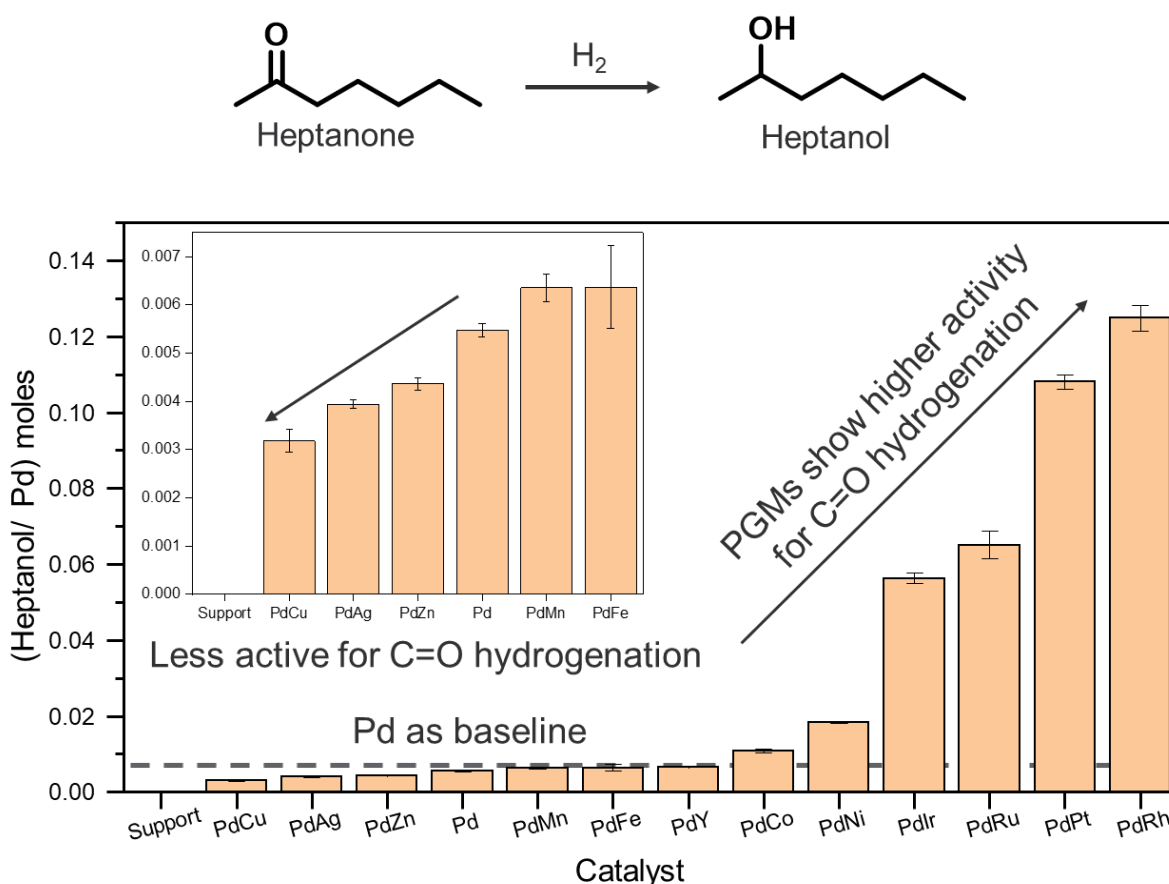 O
OH
H2
Heptanone
Heptanol
(Heptanol/ Pd) moles
0.14
0.12
0.10
0.08
0.06
0.04
0.02
0.00
0.007
0.006
0.005
0.004
0.003
0.002
0.001
0.000
Support PdCu PdAg PdZn Pd PdMn PdFe
Less active for C=O hydrogenation
PGMs show higher activity
for C=O hydrogenation
Pd as baseline
Support PdCu PdAg PdZn Pd PdMn PdFe PdY PdCo PdNi PdIr PdRu PdPt PdRh
Catalyst